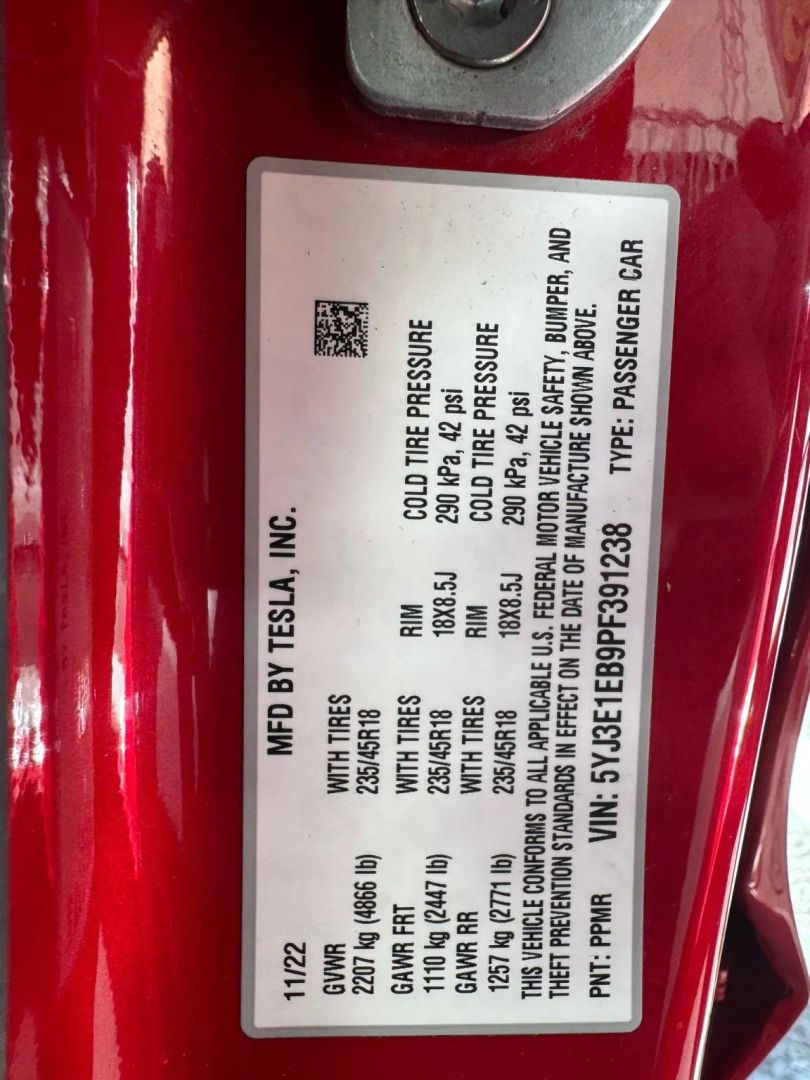 MFD BY TESLA, INC.
11/22
GVWR WITH TIRES
2207 kg (4866 lb) 235/45R18
GAWR FRT WITH TIRES RIM COLD TIRE PRESSURE
1110 kg (2447 lb) 235/45R18 18X8.5J 290 kPa, 42 psi
GAWR RR WITH TIRES RIM COLD TIRE PRESSURE
1257 kg (2771 lb) 235/45R18 18X8.5J 290 kPa, 42 psi
THIS VEHICLE CONFORMS TO ALL APPLICABLE U.S. FEDERAL MOTOR VEHICLE SAFETY, BUMPER, AND
THEFT PREVENTION STANDARDS IN EFFECT ON THE DATE OF MANUFACTURE SHOWN ABOVE.
PNT: PPMR VIN: 5YJ3E1EB9PF391238 TYPE: PASSENGER CAR